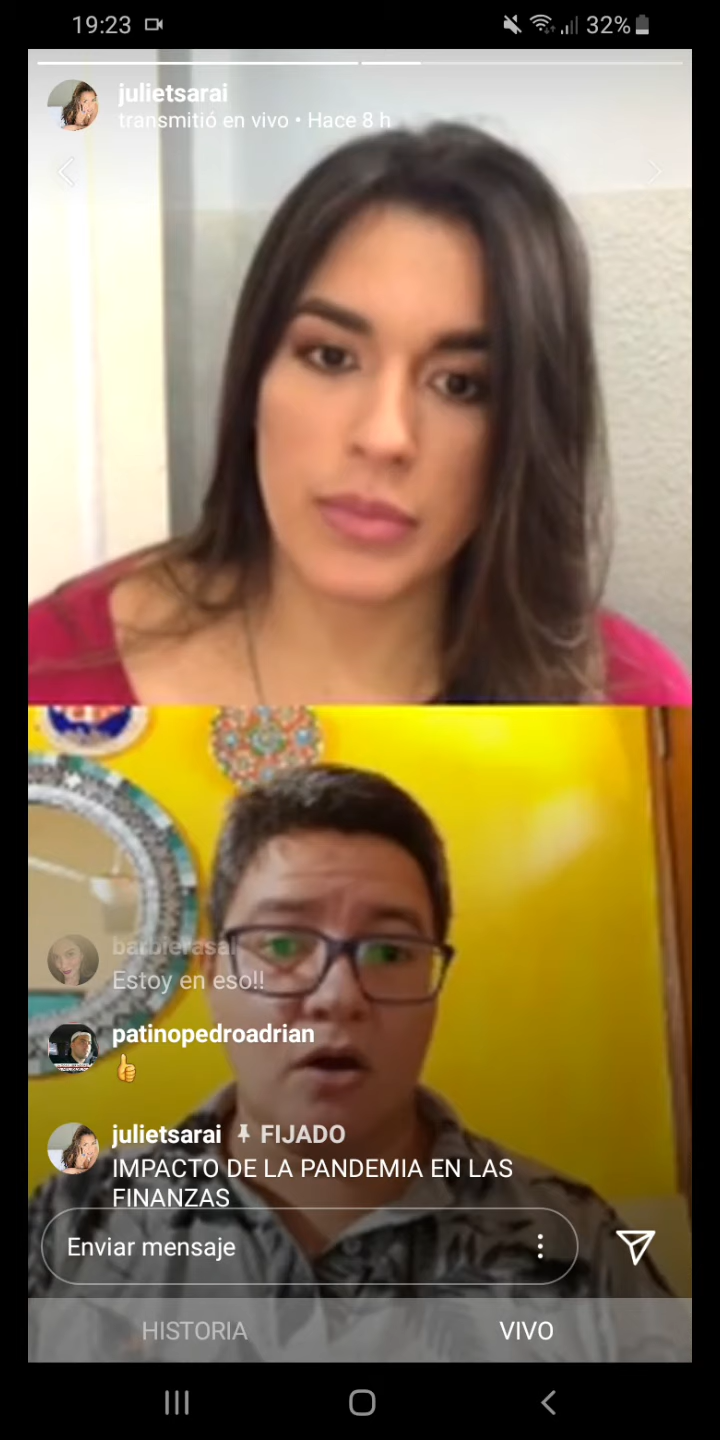 19:23
32%
julietsarai
transmitió en vivo • Hace 8 h
barbierasal
Estoy en eso!!
patinopedroadrian
julietsarai FIJADO
IMPACTO DE LA PANDEMIA EN LAS
FINANZAS
Enviar mensaje
HISTORIA
VIVO